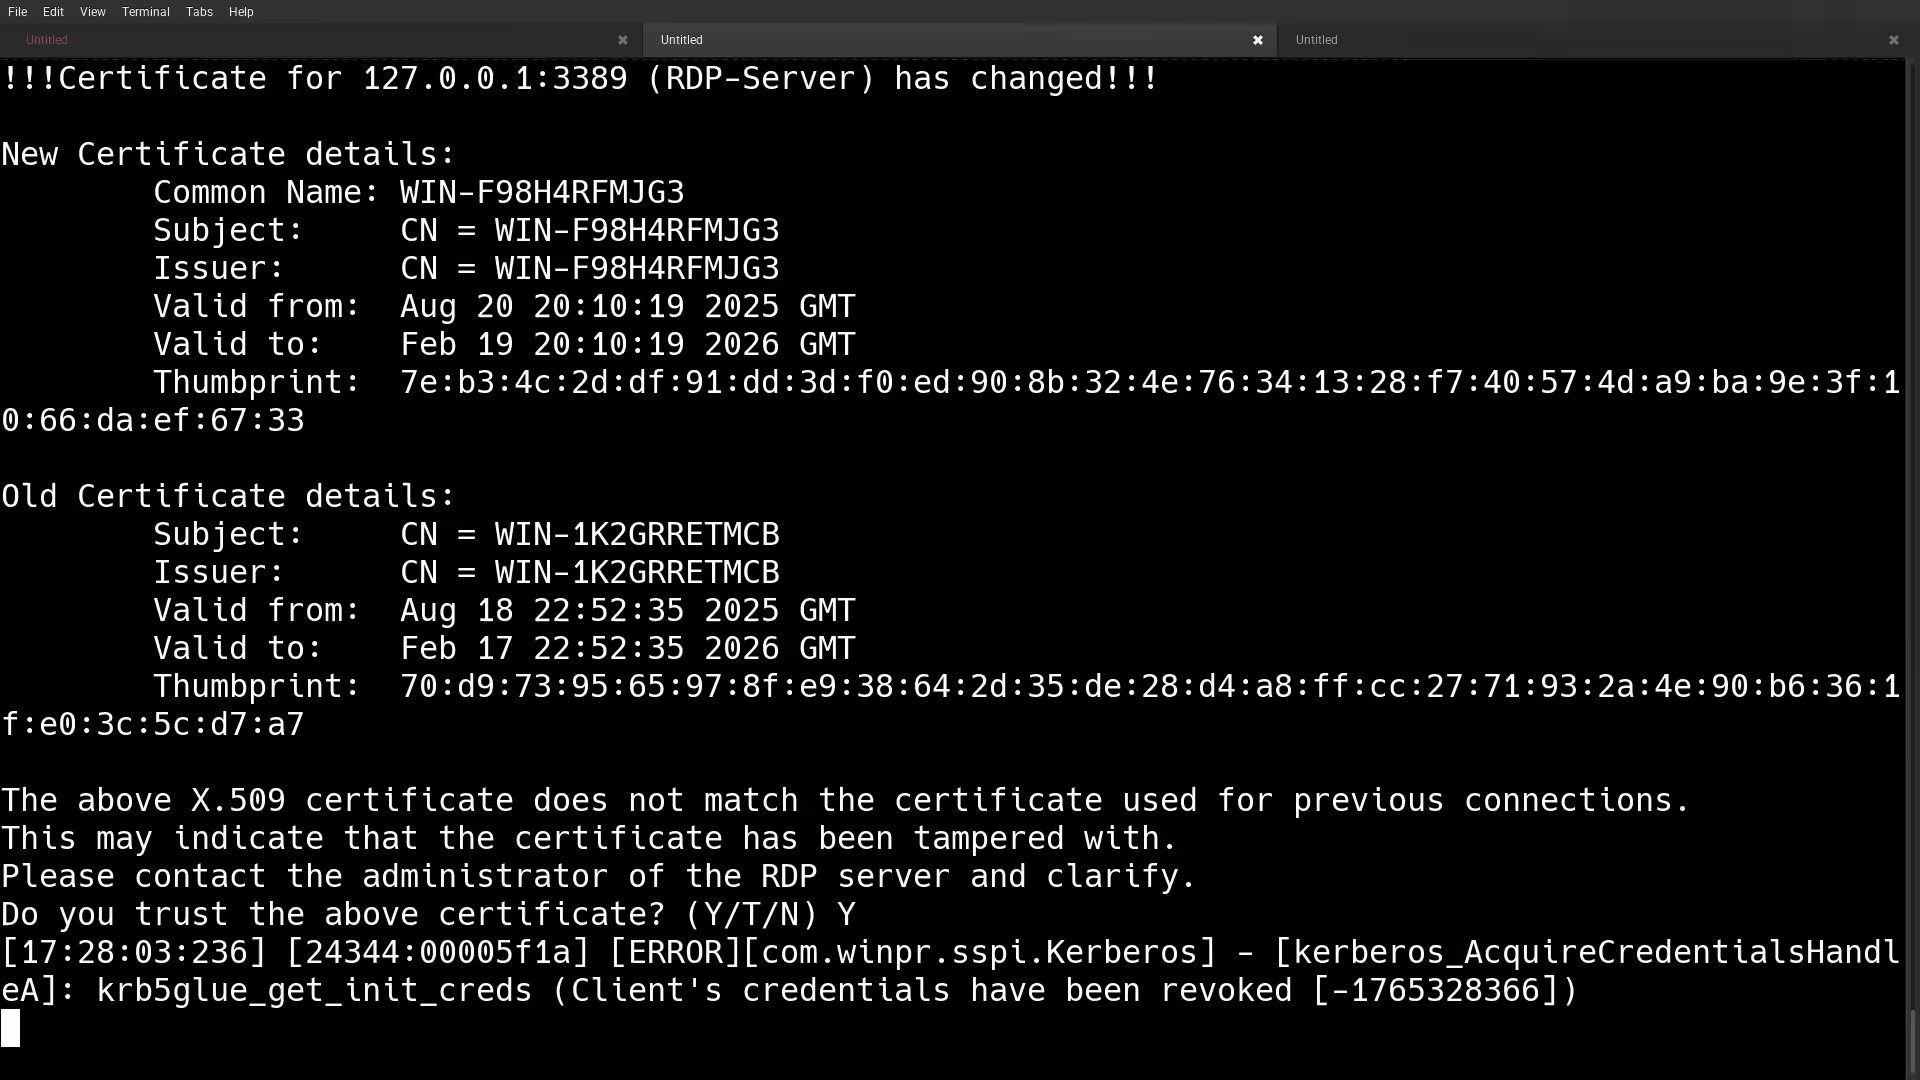 File Edit View Terminal Tabs Help
Untitled Untitled Untitled
!!!Certificate for 127.0.0.1:3389 (RDP-Server) has changed!!!
New Certificate details:
Common Name: WIN-F98H4RFMJG3
Subject: CN = WIN-F98H4RFMJG3
Issuer: CN = WIN-F98H4RFMJG3
Valid from: Aug 20 20:10:19 2025 GMT
Valid to: Feb 19 20:10:19 2026 GMT
Thumbprint: 7e:b3:4c:2d:df:91:dd:3d:f0:ed:90:8b:32:4e:76:34:13:28:f7:40:57:4d:a9:ba:9e:3f:1
0:66:da:ef:67:33
Old Certificate details:
Subject: CN = WIN-1K2GRRETMCB
Issuer: CN = WIN-1K2GRRETMCB
Valid from: Aug 18 22:52:35 2025 GMT
Valid to: Feb 17 22:52:35 2026 GMT
Thumbprint: 70:d9:73:95:65:97:8f:e9:38:64:2d:35:de:28:d4:a8:ff:cc:27:71:93:2a:4e:90:b6:36:1
f:e0:3c:5c:d7:a7
The above X.509 certificate does not match the certificate used for previous connections.
This may indicate that the certificate has been tampered with.
Please contact the administrator of the RDP server and clarify.
Do you trust the above certificate? (Y/T/N) Y
[17:28:03:236] [24344:00005f1a] [ERROR][com.winpr.sspi.Kerberos] - [kerberos_AcquireCredentialsHandl
eA]: krb5glue_get_init_creds (Client's credentials have been revoked [-1765328366])